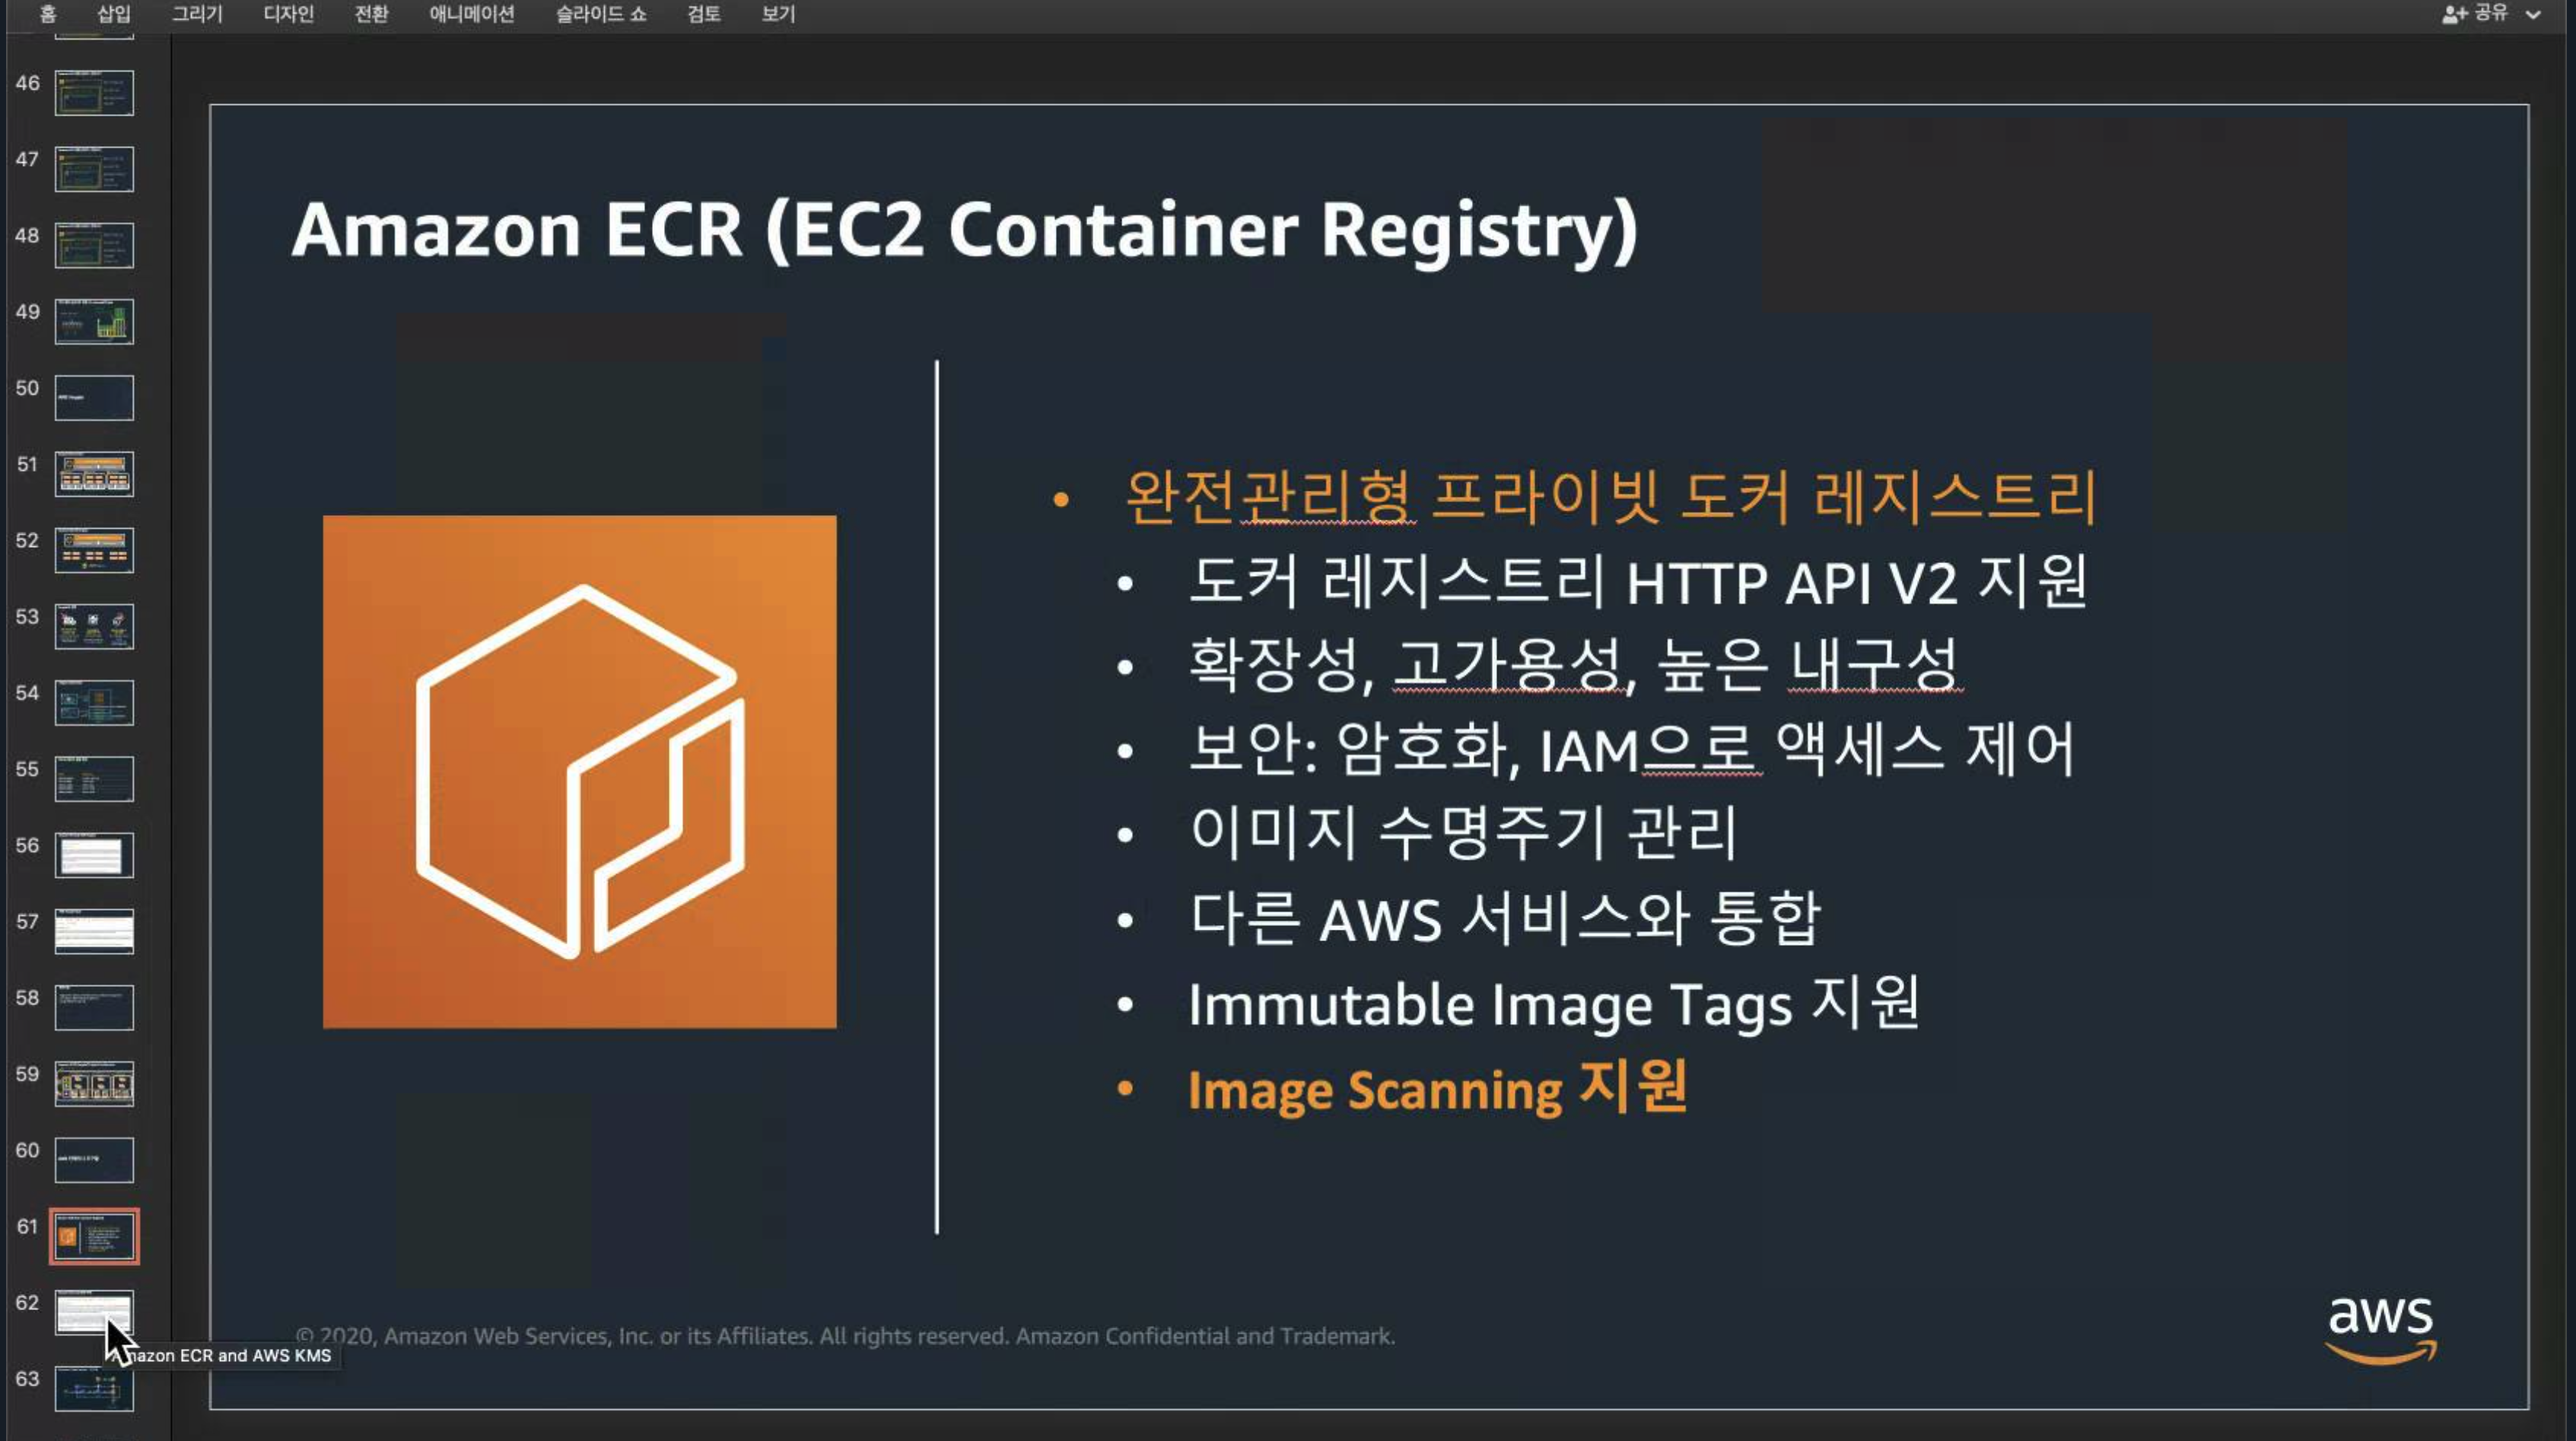 홈 삽입 그리기 디자인 전환 애니메이션 슬라이드 쇼 검토 보기 공유
46
47
48
49
50
51
52
53
54
55
56
57
58
59
60
61
62
63
Amazon ECR (EC2 Container Registry)
• 완전관리형 프라이빗 도커 레지스트리
• 도커 레지스트리 HTTP API V2 지원
• 확장성, 고가용성, 높은 내구성
• 보안: 암호화, IAM으로 액세스 제어
• 이미지 수명주기 관리
• 다른 AWS 서비스와 통합
• Immutable Image Tags 지원
• Image Scanning 지원
© 2020, Amazon Web Services, Inc. or its Affiliates. All rights reserved. Amazon Confidential and Trademark.
aws
Amazon ECR and AWS KMS